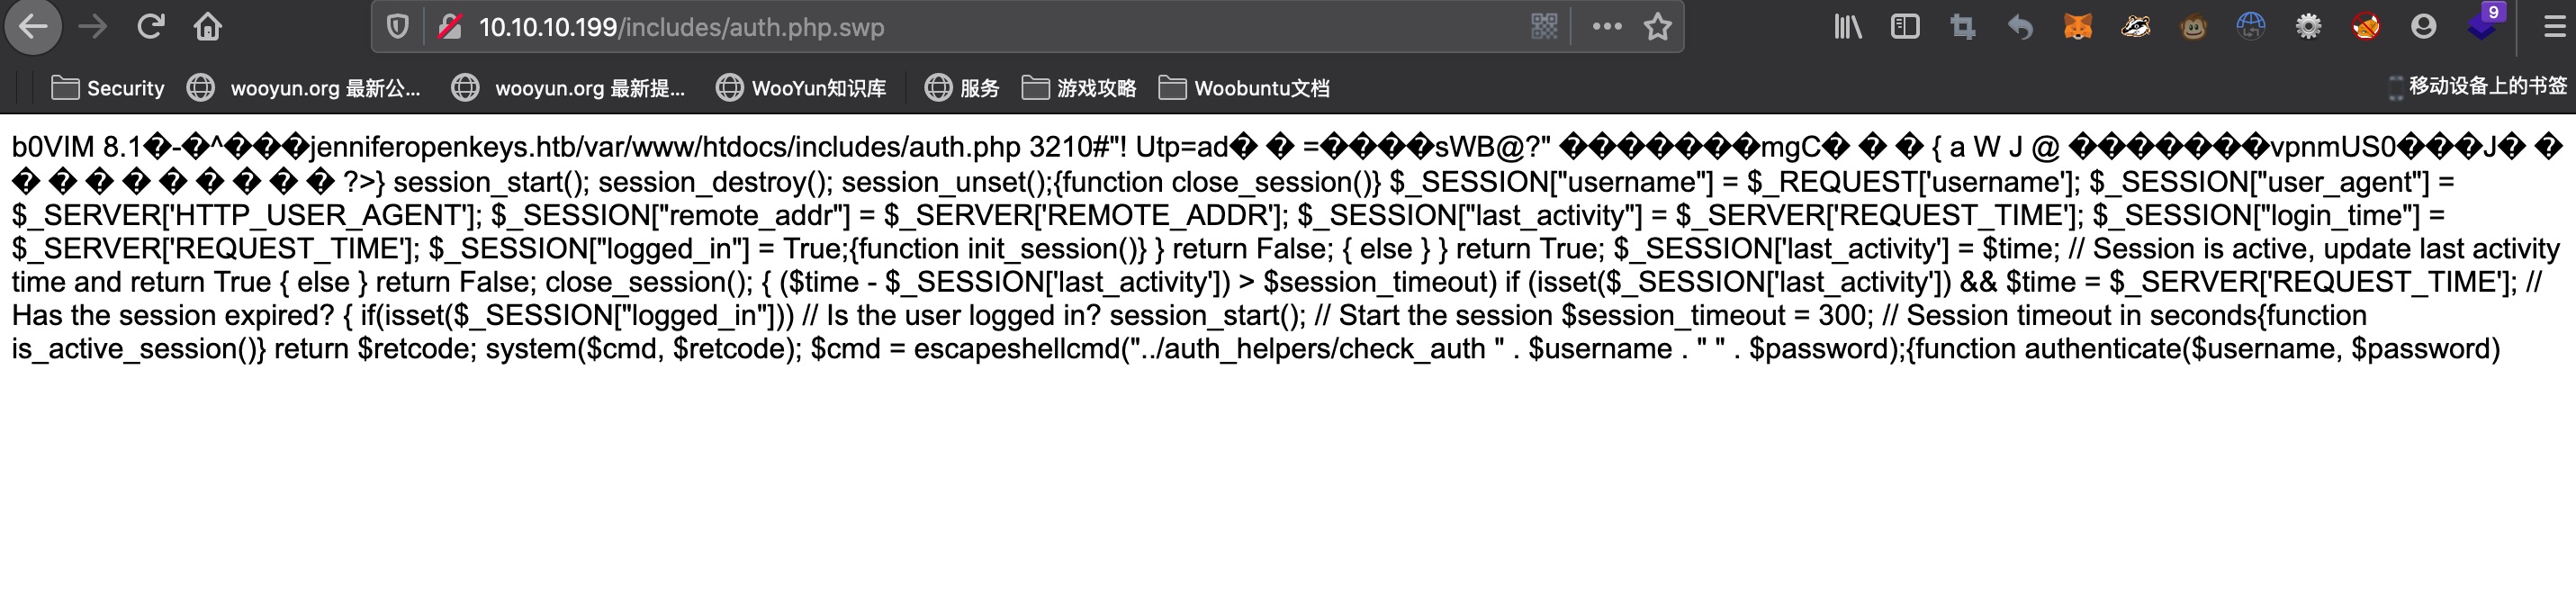 10.10.10.199/includes/auth.php.swp
9
Security
wooyun.org 最新公...
wooyun.org 最新提...
WooYun知识库
服务
游戏攻略
Woobuntu文档
移动设备上的书签
b0VIM 8.1�-�^���jenniferopenkeys.htb/var/www/htdocs/includes/auth.php 3210#"! Utp=ad� � =����sWB@?" �������mgC� � � { a W J @ �������vpnmUS0���J� �
� � � � � � � � � ?>} session_start(); session_destroy(); session_unset();{function close_session()} $_SESSION["username"] = $_REQUEST['username']; $_SESSION["user_agent"] =
$_SERVER['HTTP_USER_AGENT']; $_SESSION["remote_addr"] = $_SERVER['REMOTE_ADDR']; $_SESSION["last_activity"] = $_SERVER['REQUEST_TIME']; $_SESSION["login_time"] =
$_SERVER['REQUEST_TIME']; $_SESSION["logged_in"] = True;{function init_session()} } return False; { else } } return True; $_SESSION['last_activity'] = $time; // Session is active, update last activity
time and return True { else } return False; close_session(); { ($time - $_SESSION['last_activity']) > $session_timeout) if (isset($_SESSION['last_activity']) && $time = $_SERVER['REQUEST_TIME']; //
Has the session expired? { if(isset($_SESSION["logged_in"])) // Is the user logged in? session_start(); // Start the session $session_timeout = 300; // Session timeout in seconds{function
is_active_session()} return $retcode; system($cmd, $retcode); $cmd = escapeshellcmd("../auth_helpers/check_auth " . $username . " " . $password);{function authenticate($username, $password)